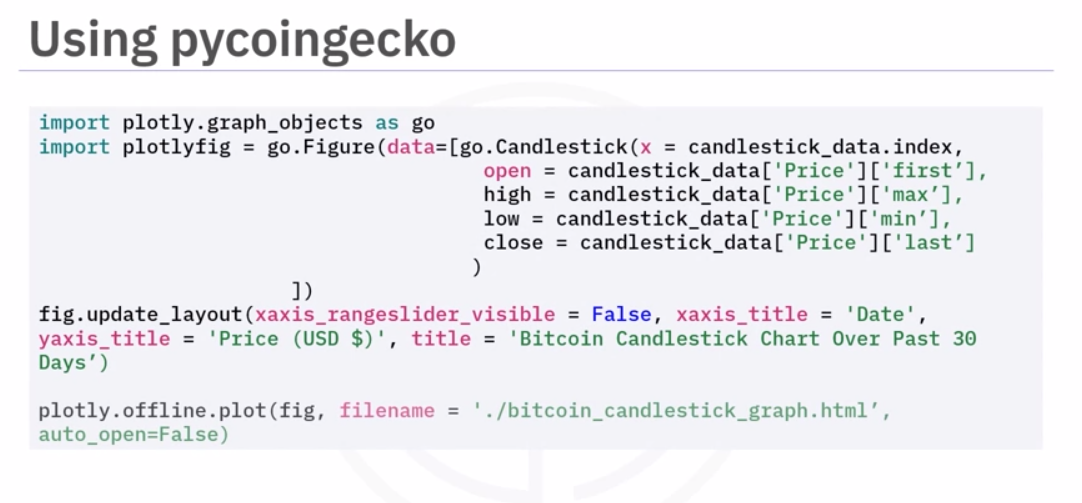 Using pycoingecko
import plotly.graph_objects as go
import plotlyfig = go.Figure(data=[go.Candlestick(x = candlestick_data.index,
open = candlestick_data['Price']['first’],
high = candlestick_data['Price']['max’],
low = candlestick_data['Price']['min’],
close = candlestick_data['Price']['last’]
)
])
fig.update_layout(xaxis_rangeslider_visible = False, xaxis_title = 'Date',
yaxis_title = 'Price (USD $)', title = 'Bitcoin Candlestick Chart Over Past 30
Days’)
plotly.offline.plot(fig, filename = './bitcoin_candlestick_graph.html’,
auto_open=False)